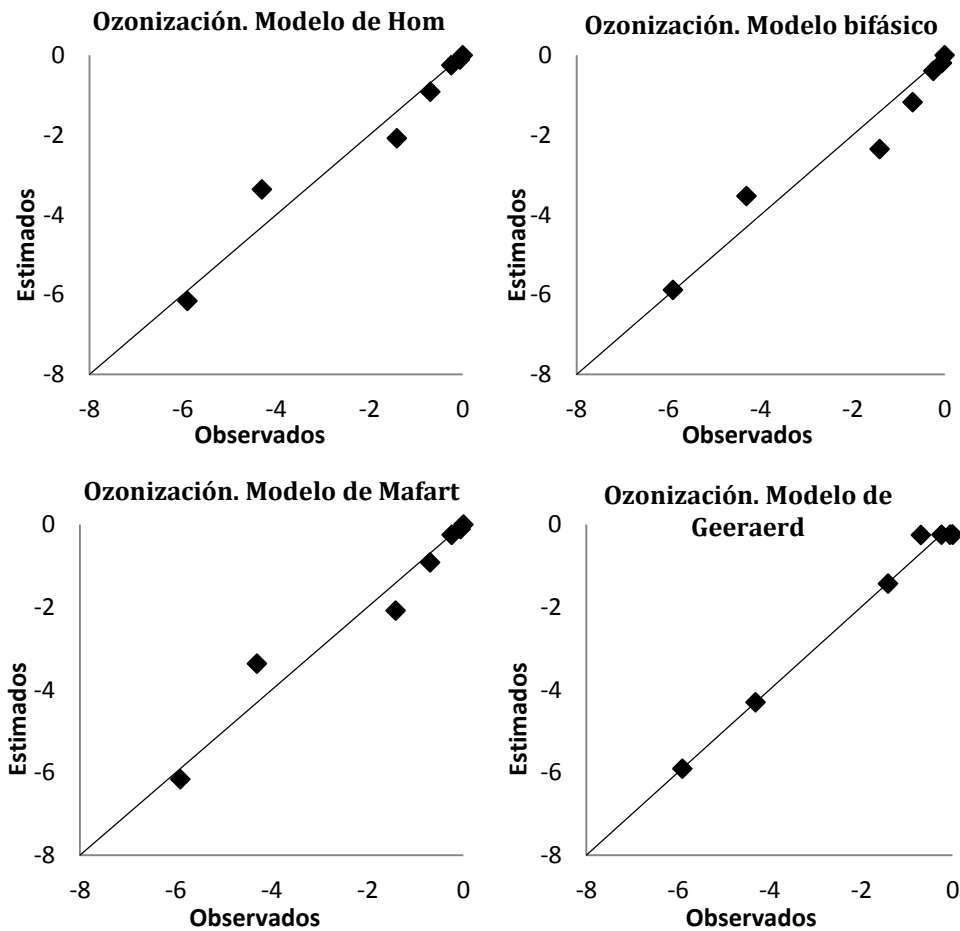 Ozonización. Modelo de Hom
0
-2
-4
-6
-8
Estimados
-8 -6 -4 -2 0
Observados
Ozonización. Modelo bifásico
0
-2
-4
-6
-8
Estimados
-8 -6 -4 -2 0
Observados
Ozonización. Modelo de Mafart
0
-2
-4
-6
-8
Estimados
-8 -6 -4 -2 0
Observados
Ozonización. Modelo de
Geeraerd
0
-2
-4
-6
-8
Estimados
-8 -6 -4 -2 0
Observados